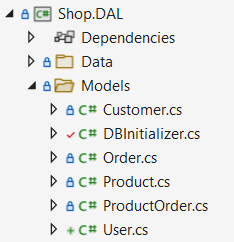 Shop.DAL
Dependencies
Data
Models
C# Customer.cs
C# DBInitializer.cs
C# Order.cs
C# Product.cs
C# ProductOrder.cs
C# User.cs